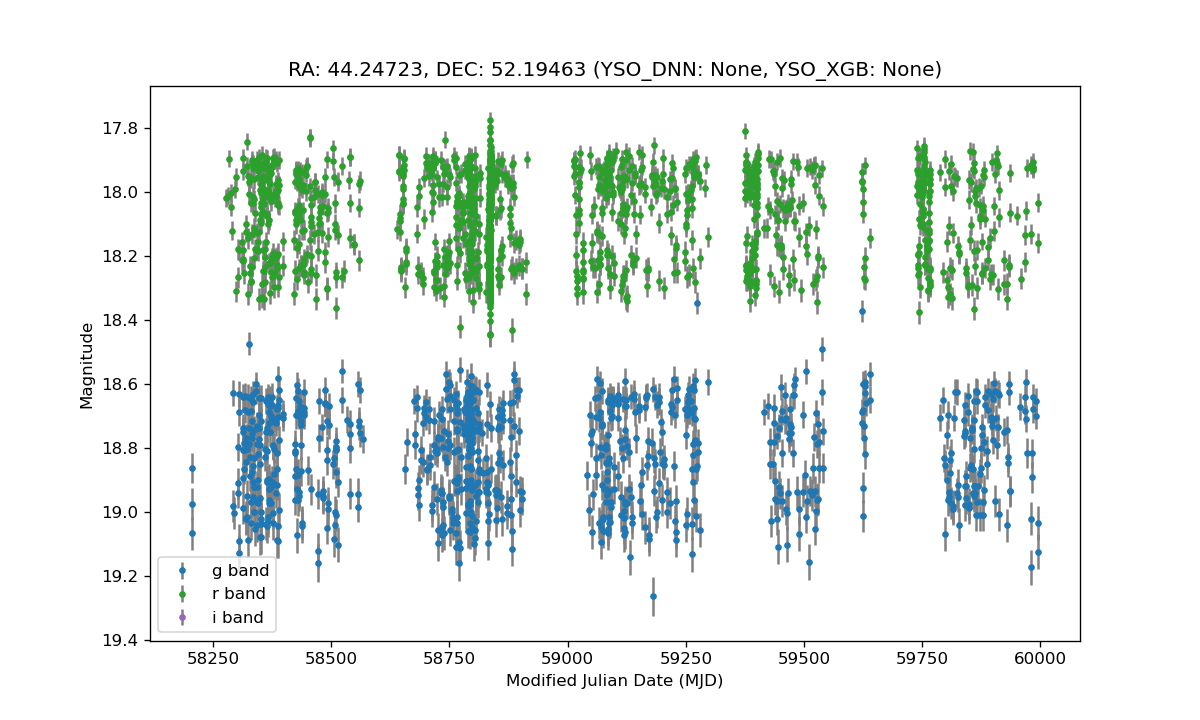 RA: 44.24723, DEC: 52.19463 (YSO_DNN: None, YSO_XGB: None)
17.8
18.0
18.2
18.4
18.6
18.8
19.0
19.2
19.4
Magnitude
g band
r band
i band
58250 58500 58750 59000 59250 59500 59750 60000
Modified Julian Date (MJD)